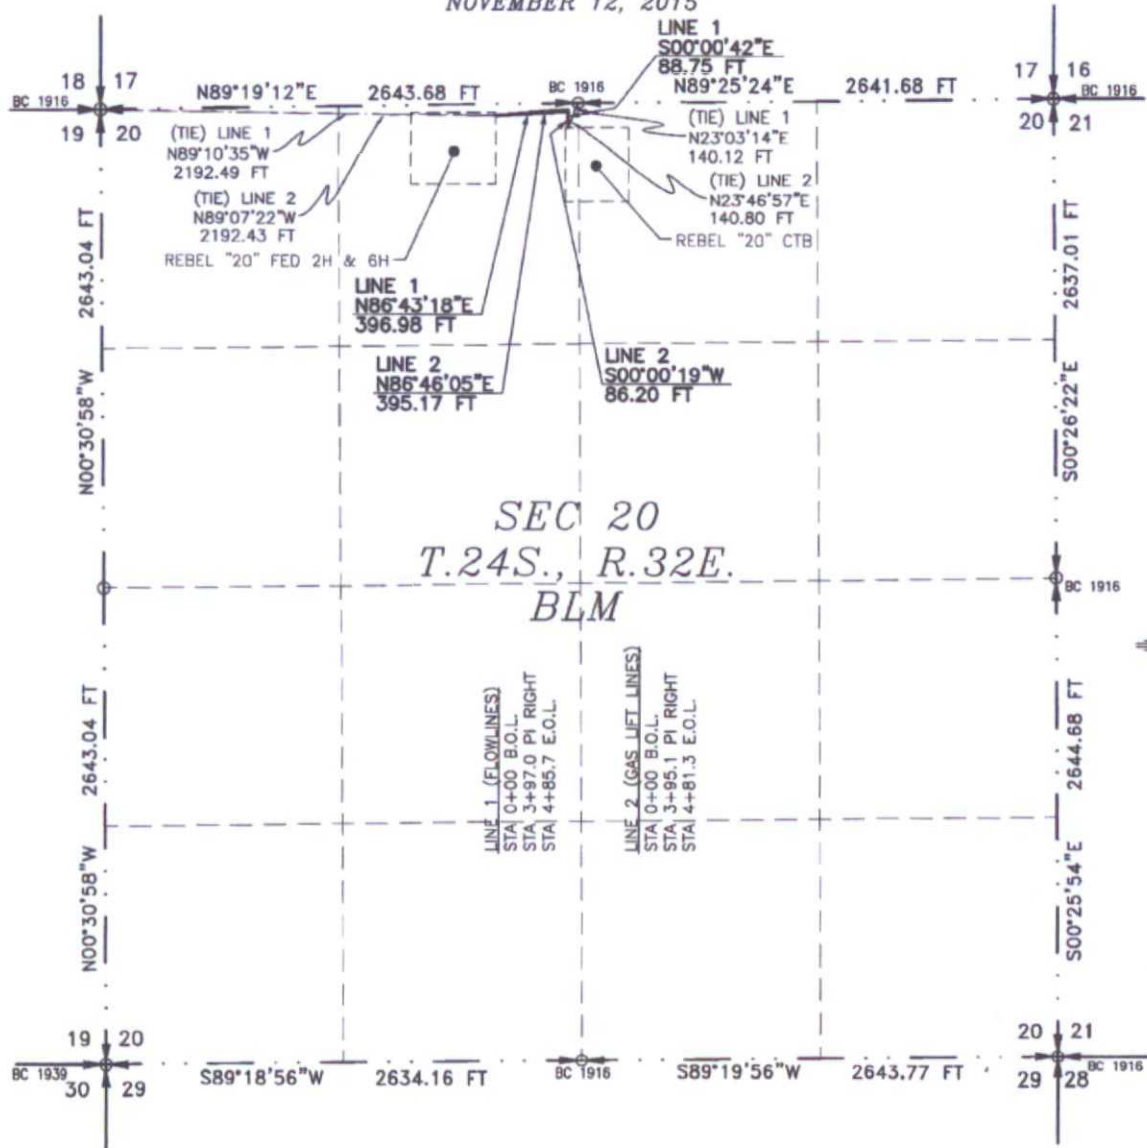 NOVEMBER 12, 2015
LINE 1
S00°00'42"E
88.75 FT
18 17
BC 1916
19 20
N89°19'12"E 2643.68 FT
BC 1916
N89°25'24"E 2641.68 FT
17 16
BC 1916
20 21
(TIE) LINE 1
N89°10'35"W
2192.49 FT
(TIE) LINE 2
N89°07'22"W
2192.43 FT
REBEL "20" FED 2H & 6H
(TIE) LINE 1
N23°03'14"E
140.12 FT
(TIE) LINE 2
N23°46'57"E
140.80 FT
REBEL "20" CTB
LINE 1
N86°43'18"E
396.98 FT
LINE 2
N86°46'05"E
395.17 FT
LINE 2
S00°00'19"W
86.20 FT
N00°30'58"W 2643.04 FT
S00°26'22"E 2637.01 FT
SEC 20
T.24S., R.32E.
BLM
BC 1916
LINE 1 (FLOWLINES)
STA 0+00 B.O.L.
STA 3+97.0 PI RIGHT
STA 4+85.7 E.O.L.
LINE 2 (GAS LIFT LINES)
STA 0+00 B.O.L.
STA 3+95.1 PI RIGHT
STA 4+81.3 E.O.L.
N00°30'58"W 2643.04 FT
S00°25'54"E 2644.68 FT
19 20
BC 1939
30 29
S89°18'56"W 2634.16 FT
BC 1916
S89°19'56"W 2643.77 FT
20 21
BC 1916
29 28